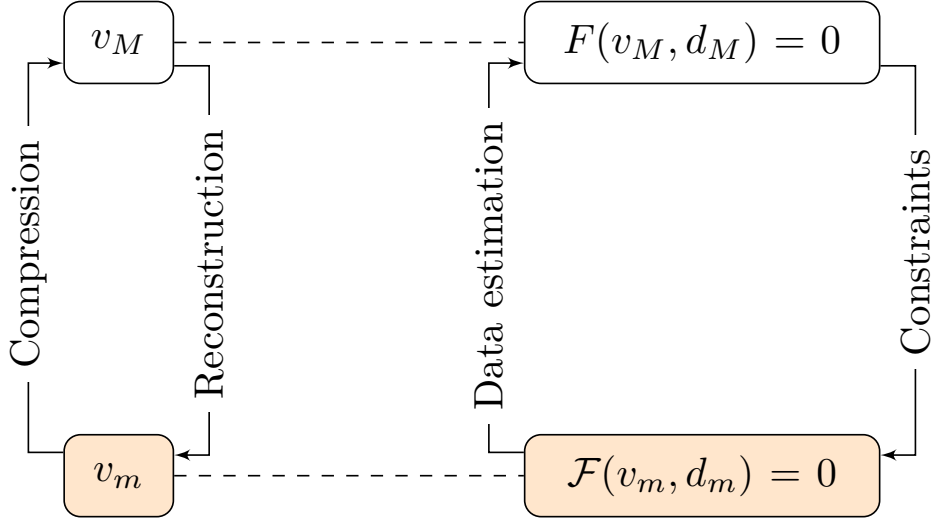 v_M
F(v_M, d_M) = 0
Compression
Reconstruction
Data estimation
Constraints
v_m
𝓕(v_m, d_m) = 0